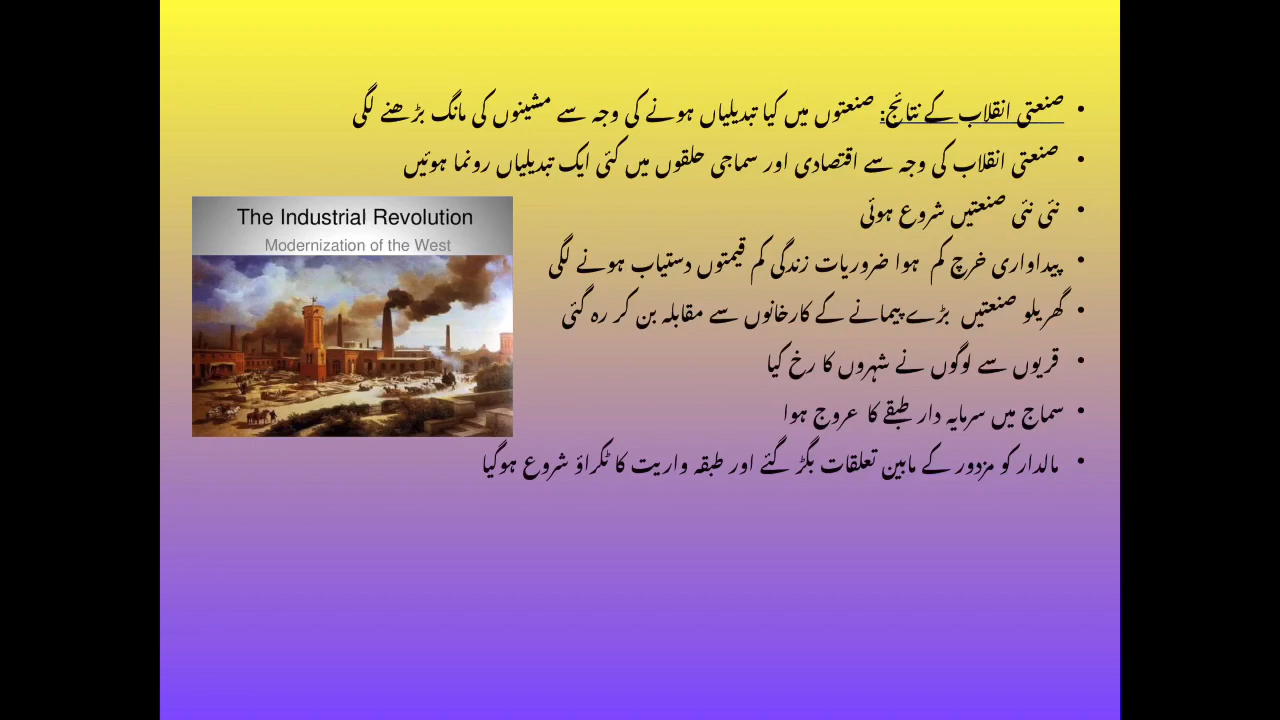 صنعتی انقلاب کے نتائج: صنعتوں میں کیا تبدیلیاں ہونے کی وجہ سے مشینوں کی مانگ بڑھنے لگی
صنعتی انقلاب کی وجہ سے اقتصادی اور سماجی حلقوں میں کئی ایک تبدیلیاں رونما ہوئیں
نئی نئی صنعتیں شروع ہوئی
The Industrial Revolution
Modernization of the West
پیداواری خرچ کم ہوا ضروریات زندگی کم قیمتوں دستیاب ہونے لگی
گھریلو صنعتیں بڑے پیمانے کے کارخانوں سے مقابلہ بن کر رہ گئی
قریوں سے لوگوں نے شہروں کا رخ کیا
سماج میں سرمایہ دار طبقے کا عروج ہوا
مالدار کو مزدور کے مابین تعلقات بگڑ گئے اور طبقہ واریت کا ٹکراؤ شروع ہوگیا